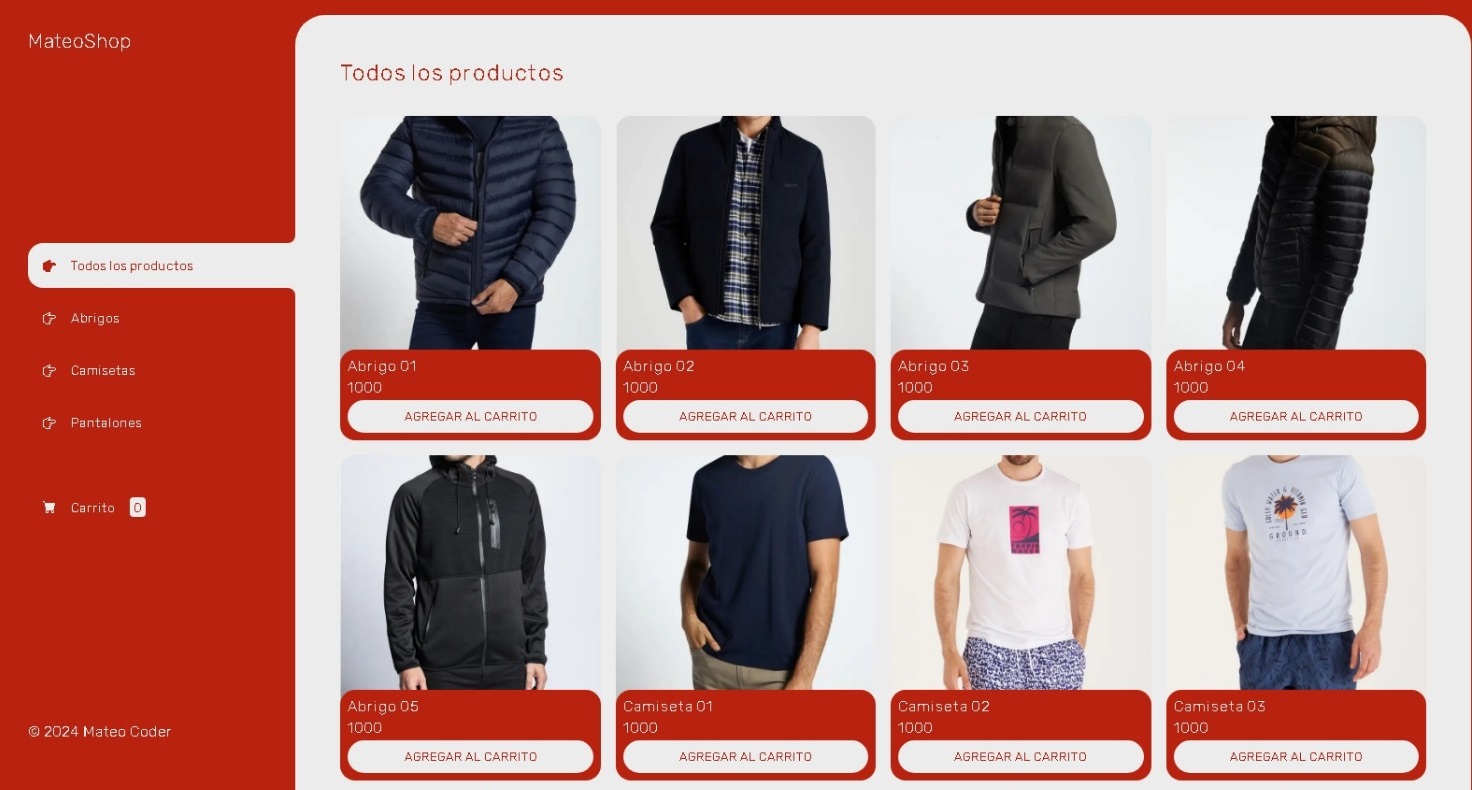 MateoShop
Todos los productos
Abrigos
Camisetas
Pantalones
Carrito 0
© 2024 Mateo Coder
Todos los productos
Abrigo 01
1000
AGREGAR AL CARRITO
Abrigo 02
1000
AGREGAR AL CARRITO
Abrigo 03
1000
AGREGAR AL CARRITO
Abrigo 04
1000
AGREGAR AL CARRITO
Abrigo 05
1000
AGREGAR AL CARRITO
Camiseta 01
1000
AGREGAR AL CARRITO
Camiseta 02
1000
AGREGAR AL CARRITO
GROUND
Camiseta 03
1000
AGREGAR AL CARRITO